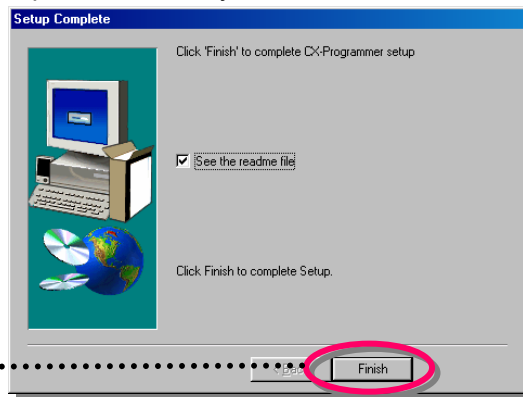 Setup Complete
Click 'Finish' to complete CX-Programmer setup
See the readme file
Click Finish to complete Setup.
Finish